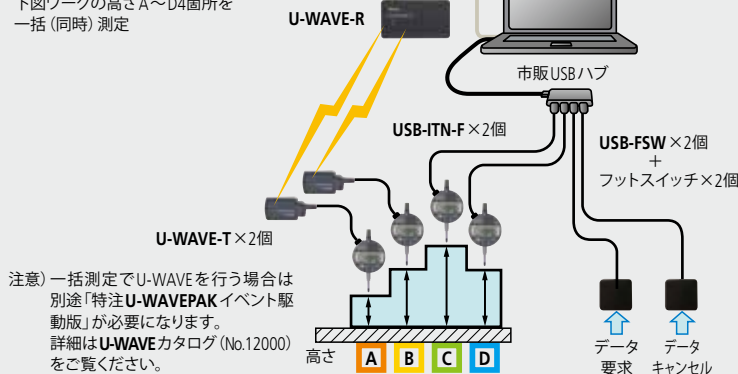 下図ワークの高さA～D4箇所を
一括（同時）測定
U-WAVE-R
市販USBハブ
USB-ITN-F×2個
USB-FSW×2個
＋
フットスイッチ×2個
U-WAVE-T×2個
注意）一括測定でU-WAVEを行う場合は
別途「特注U-WAVEPAKイベント駆
動版」が必要になります。
詳細はU-WAVEカタログ（No.12000）
をご覧ください。
高さ
A B C D
データ
要求
データ
キャンセル